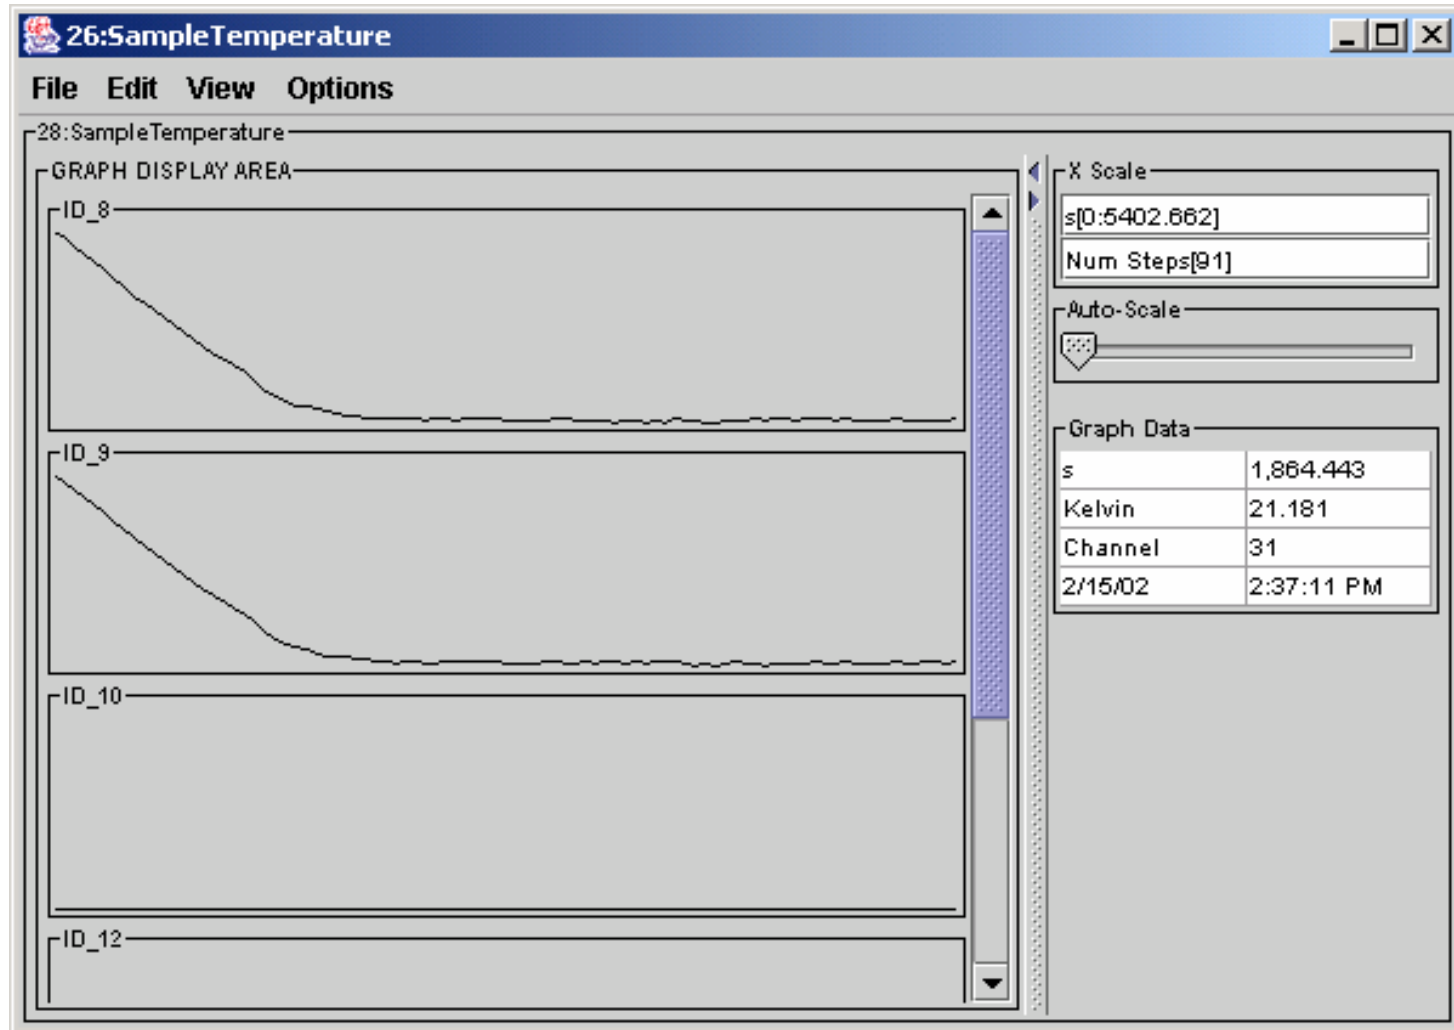 26:SampleTemperature
File Edit View Options
28:SampleTemperature
GRAPH DISPLAY AREA
ID_8
ID_9
ID_10
ID_12
X Scale
s[0:5402.662]
Num Steps[91]
Auto-Scale
Graph Data
s 1,864.443
Kelvin 21.181
Channel 31
2/15/02 2:37:11 PM